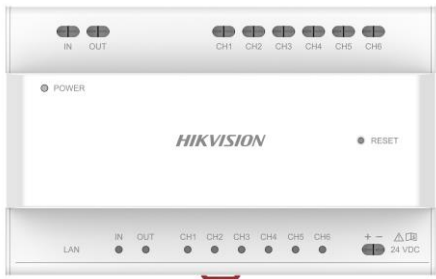 IN OUT CH1 CH2 CH3 CH4 CH5 CH6
POWER
HIKVISION
RESET
IN OUT CH1 CH2 CH3 CH4 CH5 CH6 + −
LAN 24 VDC